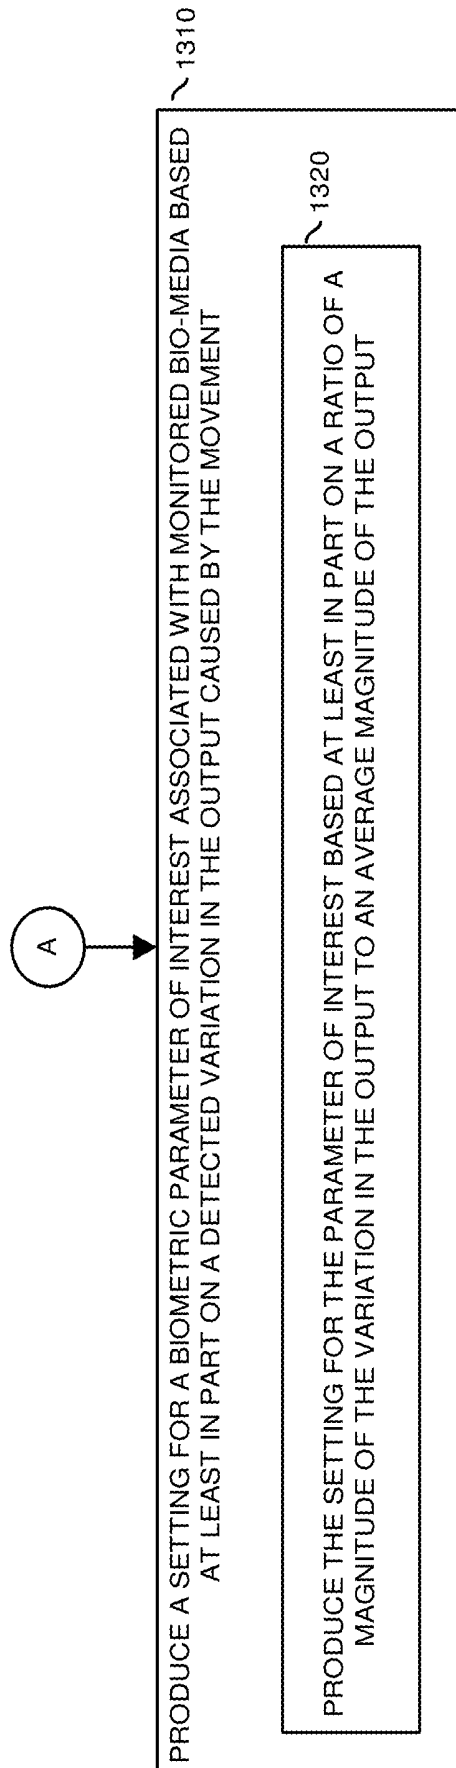 A
1310
PRODUCE A SETTING FOR A BIOMETRIC PARAMETER OF INTEREST ASSOCIATED WITH MONITORED BIO-MEDIA BASED
AT LEAST IN PART ON A DETECTED VARIATION IN THE OUTPUT CAUSED BY THE MOVEMENT
1320
PRODUCE THE SETTING FOR THE PARAMETER OF INTEREST BASED AT LEAST IN PART ON A RATIO OF A
MAGNITUDE OF THE VARIATION IN THE OUTPUT TO AN AVERAGE MAGNITUDE OF THE OUTPUT